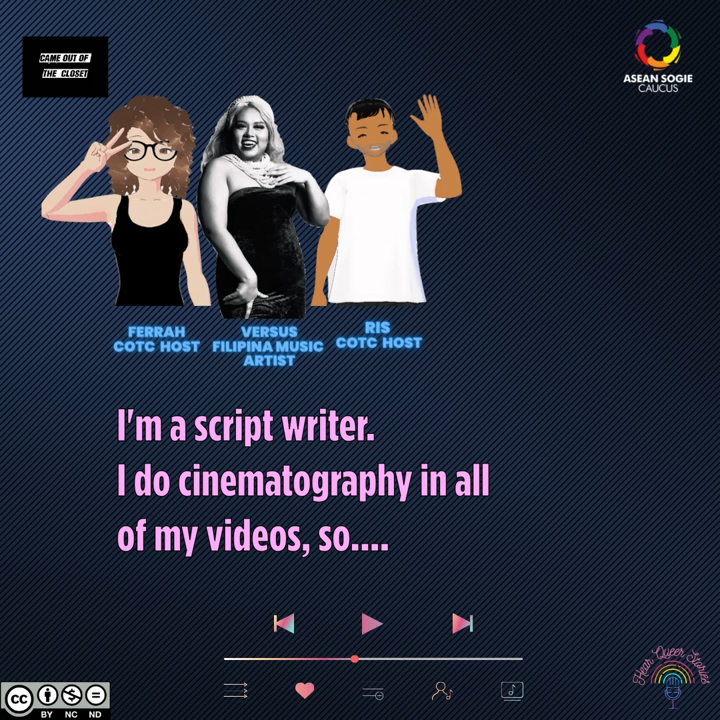 CAME OUT OF
THE CLOSET
ASEAN SOGIE
CAUCUS
FERRAH
COTC HOST
VERSUS
FILIPINA MUSIC
ARTIST
RIS
COTC HOST
I'm a script writer.
I do cinematography in all
of my videos, so....
Hear Queer Stories
CC
BY NC ND